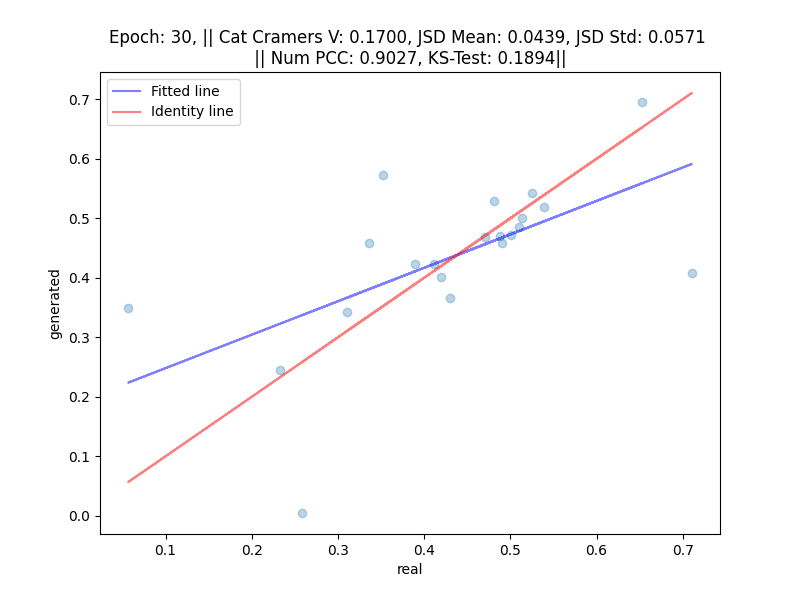 Epoch: 30, || Cat Cramers V: 0.1700, JSD Mean: 0.0439, JSD Std: 0.0571
|| Num PCC: 0.9027, KS-Test: 0.1894||
Fitted line
Identity line
0.7
0.6
0.5
0.4
0.3
0.2
0.1
0.0
generated
0.1 0.2 0.3 0.4 0.5 0.6 0.7
real